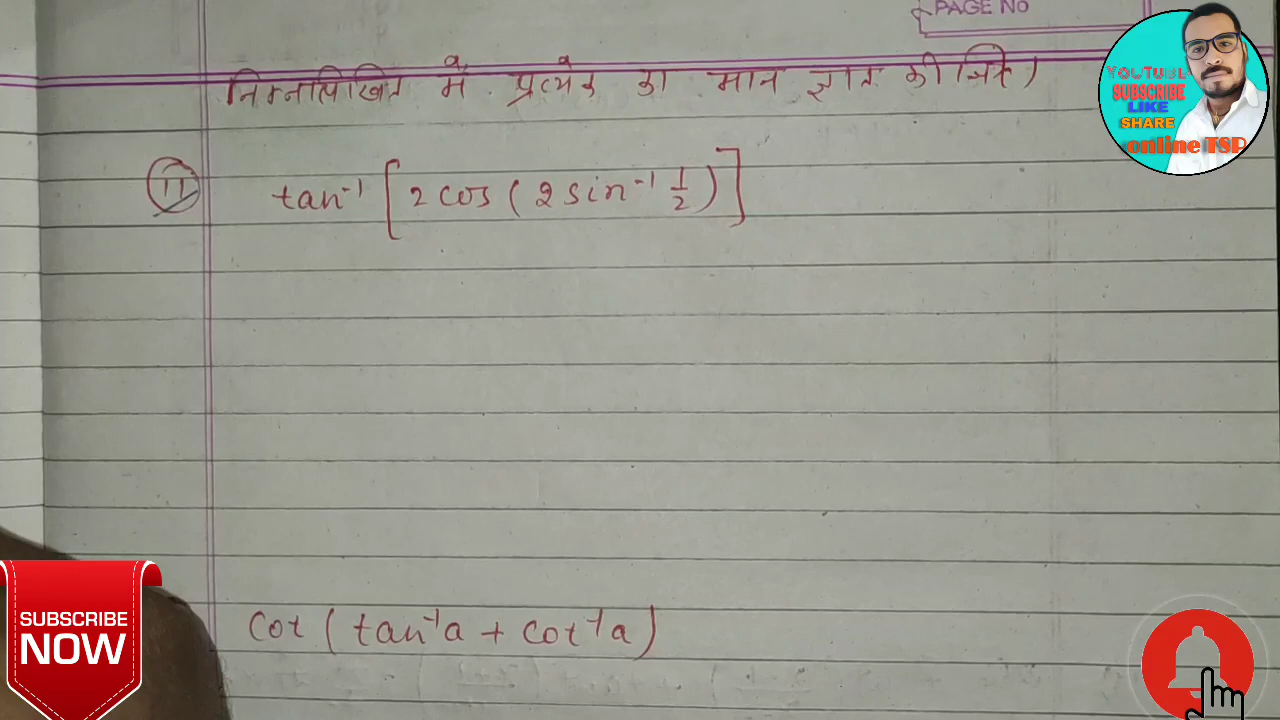 PAGE No
निम्नलिखित में प्रत्येक का मान ज्ञात कीजिए।
YOUTUBE
SUBSCRIBE
LIKE
SHARE
online TSP
11 tan⁻¹ [2 cos (2 sin⁻¹ 1/2)]
cot (tan⁻¹a + cot⁻¹a)
SUBSCRIBE
NOW